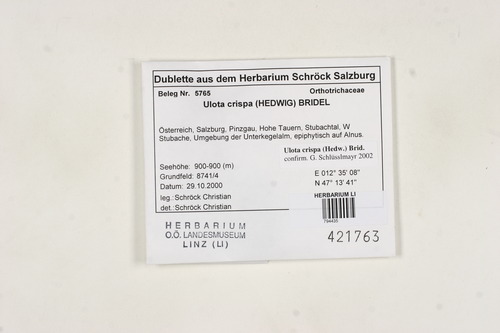 Dublette aus dem Herbarium Schröck Salzburg
Beleg Nr. 5765 Orthotrichaceae
Ulota crispa (HEDWIG) BRIDEL
Österreich, Salzburg, Pinzgau, Hohe Tauern, Stubachtal, W
Stubache, Umgebung der Unterkegelalm, epiphytisch auf Alnus.
Ulota crispa (Hedw.) Brid.
confirm. G. Schlüsslmayr 2002
Seehöhe: 900-900 (m)
Grundfeld: 8741/4
Datum: 29.10.2000
leg.: Schröck Christian
det.: Schröck Christian
E 012° 35' 08"
N 47° 13' 41"
HERBARIUM LI
794435
HERBARIUM
O.Ö. LANDESMUSEUM
LINZ (LI)
421763